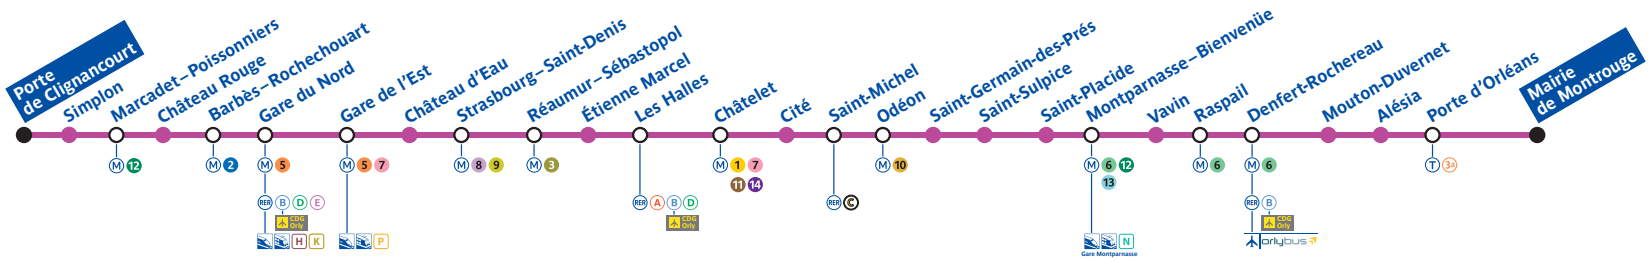 Porte
de Clignancourt
Simplon
Marcadet–Poissonniers
Château Rouge
Barbès–Rochechouart
Gare du Nord
Gare de l'Est
Château d'Eau
Strasbourg–Saint-Denis
Réaumur–Sébastopol
Étienne Marcel
Les Halles
Châtelet
Cité
Saint-Michel
Odéon
Saint-Germain-des-Prés
Saint-Sulpice
Saint-Placide
Montparnasse–Bienvenüe
Vavin
Raspail
Denfert-Rochereau
Mouton-Duvernet
Alésia
Porte d'Orléans
Mairie
de Montrouge
M 12
M 2
M 5
M 5 7
M 8 9
M 3
M 1 7
11 14
M 10
M 6 12
13
M 6
M 6
T 3a
RER B D E
CDG
Orly
H K
P
RER A B D
CDG
Orly
RER C
N
Gare Montparnasse
RER B
CDG
Orly
orlybus